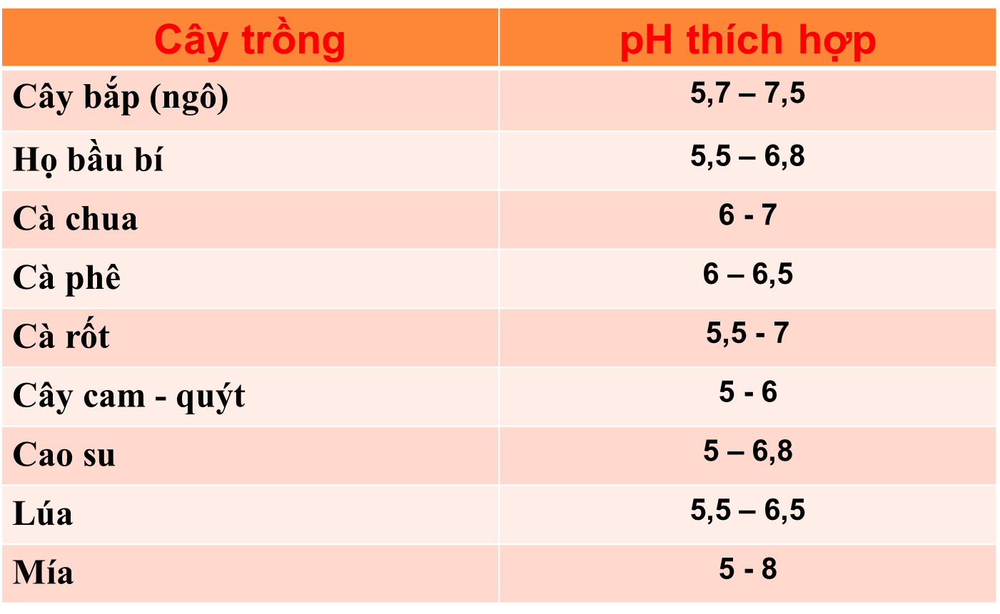 Cây trồng pH thích hợp
Cây bắp (ngô) 5,7 – 7,5
Họ bầu bí 5,5 – 6,8
Cà chua 6 - 7
Cà phê 6 – 6,5
Cà rốt 5,5 - 7
Cây cam - quýt 5 - 6
Cao su 5 – 6,8
Lúa 5,5 – 6,5
Mía 5 - 8